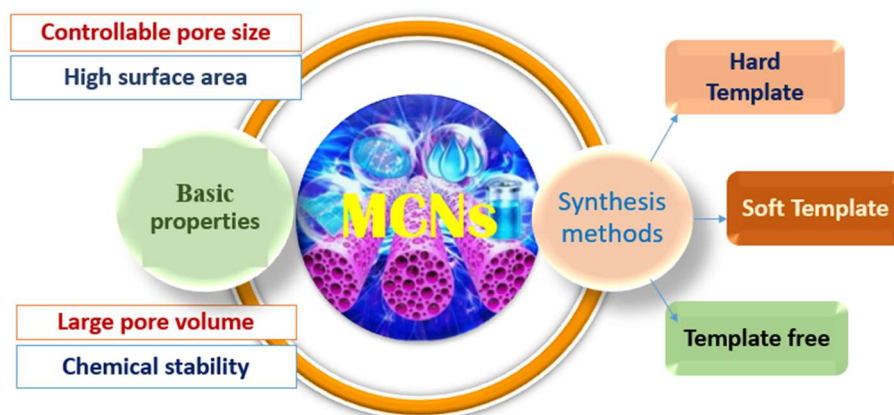 Controllable pore size
High surface area
Basic
properties
Large pore volume
Chemical stability
MCNs
Synthesis
methods
Hard
Template
Soft Template
Template free